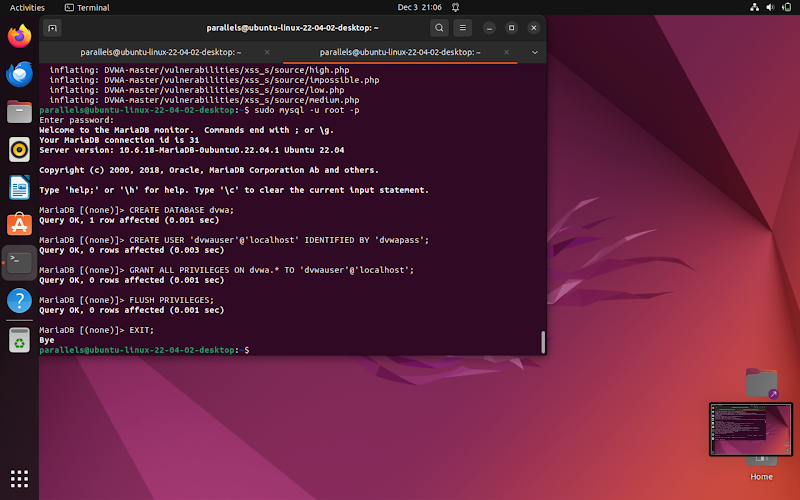 Activities
Terminal
Dec 3 21:06
parallels@ubuntu-linux-22-04-02-desktop: ~
parallels@ubuntu-linux-22-04-02-desktop: ~
parallels@ubuntu-linux-22-04-02-desktop: ~
inflating: DVWA-master/vulnerabilities/xss_s/source/high.php
inflating: DVWA-master/vulnerabilities/xss_s/source/impossible.php
inflating: DVWA-master/vulnerabilities/xss_s/source/low.php
inflating: DVWA-master/vulnerabilities/xss_s/source/medium.php
parallels@ubuntu-linux-22-04-02-desktop:~$ sudo mysql -u root -p
Enter password:
Welcome to the MariaDB monitor.  Commands end with ; or \g.
Your MariaDB connection id is 31
Server version: 10.6.18-MariaDB-0ubuntu0.22.04.1 Ubuntu 22.04
Copyright (c) 2000, 2018, Oracle, MariaDB Corporation Ab and others.
Type 'help;' or '\h' for help. Type '\c' to clear the current input statement.
MariaDB [(none)]> CREATE DATABASE dvwa;
Query OK, 1 row affected (0.001 sec)
MariaDB [(none)]> CREATE USER 'dvwauser'@'localhost' IDENTIFIED BY 'dvwapass';
Query OK, 0 rows affected (0.003 sec)
MariaDB [(none)]> GRANT ALL PRIVILEGES ON dvwa.* TO 'dvwauser'@'localhost';
Query OK, 0 rows affected (0.001 sec)
MariaDB [(none)]> FLUSH PRIVILEGES;
Query OK, 0 rows affected (0.001 sec)
MariaDB [(none)]> EXIT;
Bye
parallels@ubuntu-linux-22-04-02-desktop:~$
Home